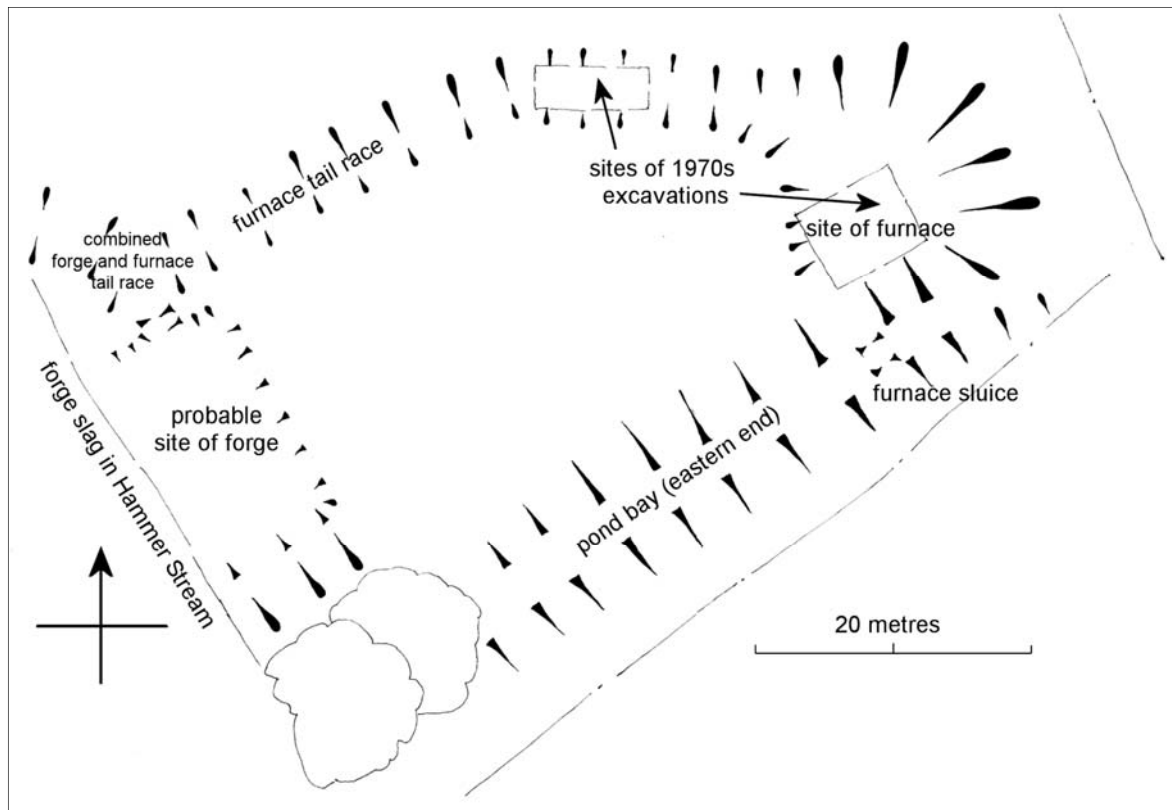 sites of 1970s
excavations
furnace tail race
site of furnace
combined
forge and furnace
tail race
furnace sluice
probable
site of forge
forge slag in Hammer Stream
pond bay (eastern end)
20 metres